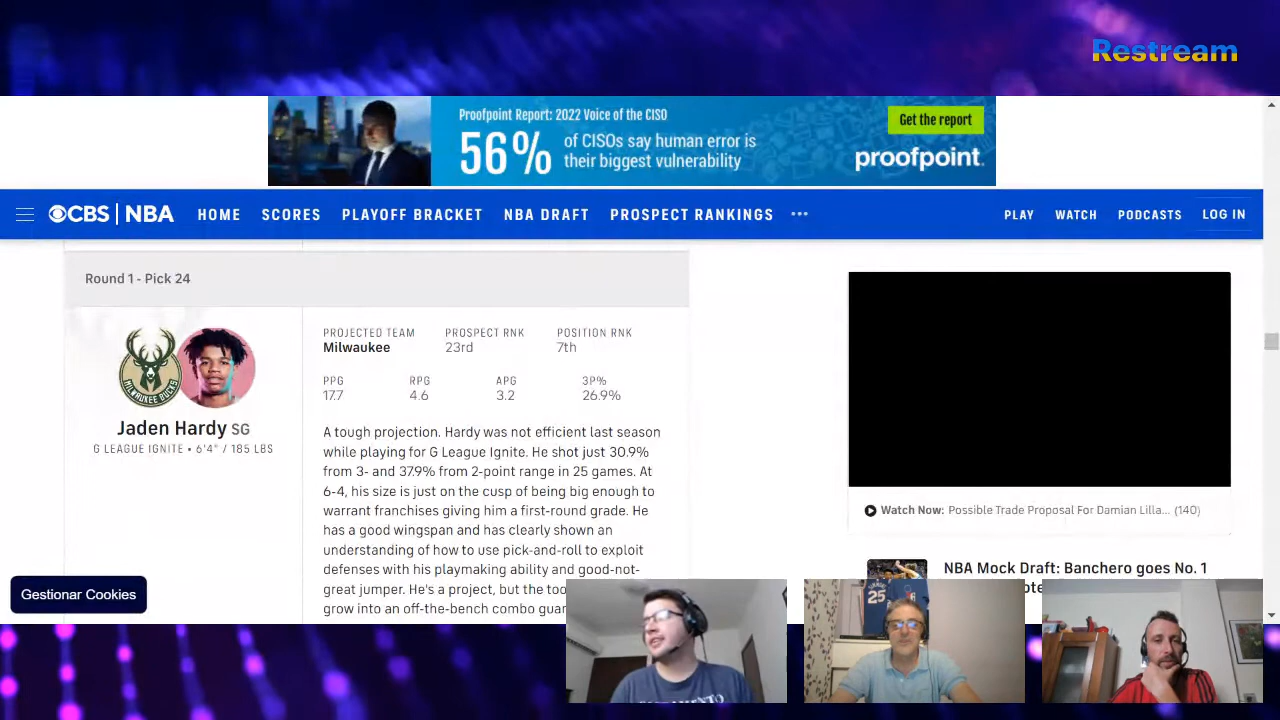 Restream
Proofpoint Report: 2022 Voice of the CISO
56% of CISOs say human error is
their biggest vulnerability
Get the report
proofpoint.
CBS | NBA HOME SCORES PLAYOFF BRACKET NBA DRAFT PROSPECT RANKINGS ••• PLAY WATCH PODCASTS LOG IN
Round 1 - Pick 24
MILWAUKEE BUCKS
Jaden Hardy SG
G LEAGUE IGNITE • 6'4" / 185 LBS
PROJECTED TEAM PROSPECT RNK POSITION RNK
Milwaukee 23rd 7th
PPG RPG APG 3P%
17.7 4.6 3.2 26.9%
A tough projection. Hardy was not efficient last season
while playing for G League Ignite. He shot just 30.9%
from 3- and 37.9% from 2-point range in 25 games. At
6-4, his size is just on the cusp of being big enough to
warrant franchises giving him a first-round grade. He
has a good wingspan and has clearly shown an
understanding of how to use pick-and-roll to exploit
defenses with his playmaking ability and good-not-
great jumper. He's a project, but the too
grow into an off-the-bench combo guar
Watch Now: Possible Trade Proposal For Damian Lilla... (1:40)
NBA Mock Draft: Banchero goes No. 1
Gestionar Cookies
25